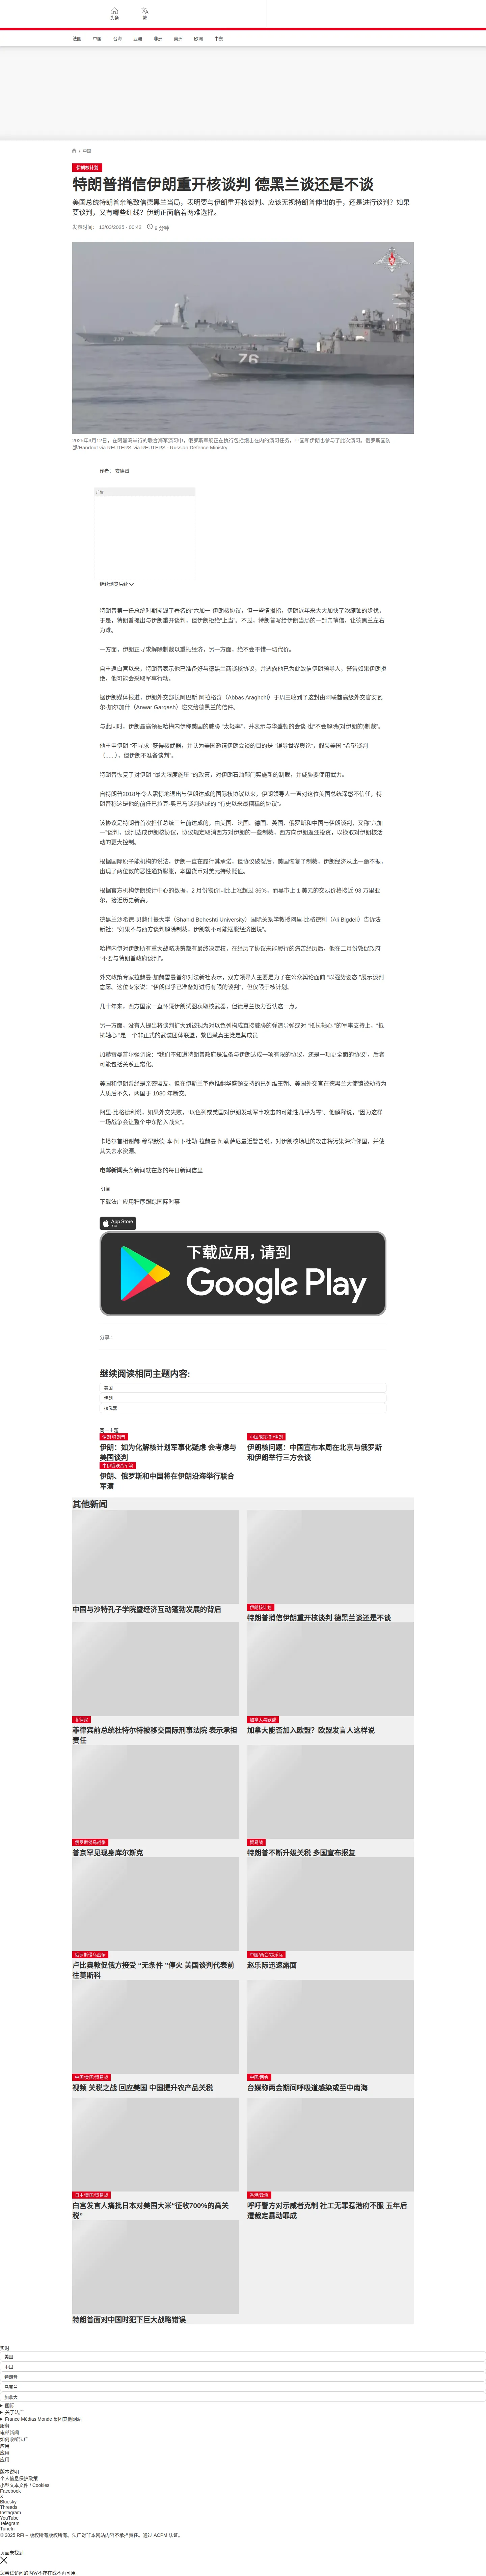 头条
繁
法国
中国
台海
亚洲
非洲
美洲
欧洲
中东
/ 国际
伊朗核计划
特朗普捎信伊朗重开核谈判 德黑兰谈还是不谈
美国总统特朗普亲笔致信德黑兰当局，表明要与伊朗重开核谈判。应该无视特朗普伸出的手，还是进行谈判？如果
要谈判，又有哪些红线？伊朗正面临着两难选择。
发表时间： 13/03/2025 - 00:42
5 分钟
76
2025年3月12日，在阿曼湾举行的联合海军演习中，俄罗斯军舰正在执行包括炮击在内的演习任务，中国和伊朗也参与了此次演习。俄罗斯国防
部/Handout via REUTERS via REUTERS - Russian Defence Ministry
作者： 安德烈
广告
继续浏览后续
特朗普第一任总统时期撕毁了著名的“六加一”伊朗核协议，但一些情报指，伊朗近年来大大加快了浓缩铀的步伐，
于是，特朗普提出与伊朗重开谈判，但伊朗拒绝“上当”。不过，特朗普写给伊朗当局的一封亲笔信，让德黑兰左右
为难。
一方面，伊朗正寻求解除制裁以重振经济，另一方面，绝不会不惜一切代价。
自重返白宫以来，特朗普表示他已准备好与德黑兰商谈核协议，并透露他已为此致信伊朗领导人，警告如果伊朗拒
绝，他可能会采取军事行动。
据伊朗媒体报道，伊朗外交部长阿巴斯·阿拉格奇（Abbas Araghchi）于周三收到了这封由阿联酋高级外交官安瓦
尔·加尔加什（Anwar Gargash）递交给德黑兰的信件。
与此同时，伊朗最高领袖哈梅内伊称美国的威胁 “太轻率”，并表示与华盛顿的会谈 也“不会解除(对伊朗的)制裁”。
他重申伊朗 “不寻求 ”获得核武器，并认为美国邀请伊朗会谈的目的是 “误导世界舆论”，假装美国 “希望谈判
（......），但伊朗不准备谈判”。
特朗普恢复了对伊朗 “最大限度施压 ”的政策，对伊朗石油部门实施新的制裁，并威胁要使用武力。
自特朗普2018年令人震惊地退出与伊朗达成的国际核协议以来，伊朗领导人一直对这位美国总统深感不信任，特
朗普称这是他的前任巴拉克-奥巴马谈判达成的 “有史以来最糟糕的协议”。
该协议是特朗普首次担任总统三年前达成的，由美国、法国、德国、英国、俄罗斯和中国与伊朗谈判，又称“六加
一”谈判，谈判达成伊朗核协议，协议规定取消西方对伊朗的一些制裁。西方向伊朗返还投资，以换取对伊朗核活
动的更大控制。
根据国际原子能机构的说法，伊朗一直在履行其承诺，但协议破裂后，美国恢复了制裁，伊朗经济从此一蹶不振，
出现了两位数的恶性通货膨胀，本国货币对美元持续贬值。
根据官方机构伊朗统计中心的数据，2 月份物价同比上涨超过 36%，而黑市上 1 美元的交易价格接近 93 万里亚
尔，接近历史新高。
德黑兰沙希德·贝赫什提大学（Shahid Beheshti University）国际关系学教授阿里·比格德利（Ali Bigdeli）告诉法
新社：“如果不与西方谈判解除制裁，伊朗就不可能摆脱经济困境”。
哈梅内伊对伊朗所有重大战略决策都有最终决定权，在经历了协议未能履行的痛苦经历后，他在二月份敦促政府
“不要与特朗普政府谈判”。
外交政策专家拉赫曼·加赫雷曼普尔对法新社表示，双方领导人主要是为了在公众舆论面前 “以强势姿态 ”展示谈判
意愿。这位专家说：“伊朗似乎已准备好进行有限的谈判”，但仅限于核计划。
几十年来，西方国家一直怀疑伊朗试图获取核武器，但德黑兰极力否认这一点。
另一方面，没有人提出将谈判扩大到被视为对以色列构成直接威胁的弹道导弹或对 “抵抗轴心 ”的军事支持上，“抵
抗轴心 ”是一个非正式的武装团体联盟，黎巴嫩真主党是其成员
加赫雷曼普尔强调说：“我们不知道特朗普政府是准备与伊朗达成一项有限的协议，还是一项更全面的协议”，后者
可能包括关系正常化。
美国和伊朗曾经是亲密盟友，但在伊斯兰革命推翻华盛顿支持的巴列维王朝、美国外交官在德黑兰大使馆被劫持为
人质后不久，两国于 1980 年断交。
阿里·比格德利说，如果外交失败，“以色列或美国对伊朗发动军事攻击的可能性几乎为零”。他解释说，“因为这样
一场战争会让整个中东陷入战火”。
卡塔尔首相谢赫·穆罕默德·本·阿卜杜勒·拉赫曼·阿勒萨尼最近警告说，对伊朗核场址的攻击将污染海湾邻国，并使
其失去水资源。
电邮新闻头条新闻就在您的每日新闻信里
订阅
下载法广应用程序跟踪国际时事
App Store
下载
下载应用，请到
Google Play
分享 :
继续阅读相同主题内容:
美国
伊朗
核武器
同一主题
伊朗 特朗普
伊朗：如为化解核计划军事化疑虑 会考虑与
美国谈判
中国/俄罗斯/伊朗
伊朗核问题：中国宣布本周在北京与俄罗斯
和伊朗举行三方会谈
中伊俄联合军演
伊朗、俄罗斯和中国将在伊朗沿海举行联合
军演
其他新闻
中国与沙特孔子学院暨经济互动蓬勃发展的背后
伊朗核计划
特朗普捎信伊朗重开核谈判 德黑兰谈还是不谈
菲律宾
菲律宾前总统杜特尔特被移交国际刑事法院 表示承担
责任
加拿大与欧盟
加拿大能否加入欧盟？欧盟发言人这样说
俄罗斯侵乌战争
普京罕见现身库尔斯克
贸易战
特朗普不断升级关税 多国宣布报复
俄罗斯侵乌战争
卢比奥敦促俄方接受 “无条件 ”停火 美国谈判代表前
往莫斯科
中国/两会/赵乐际
赵乐际迅速露面
中国/美国/贸易战
视频 关税之战 回应美国 中国提升农产品关税
中国/两会
台媒称两会期间呼吸道感染或至中南海
日本/美国/贸易战
白宫发言人痛批日本对美国大米“征收700%的高关
税”
香港/政治
呼吁警方对示威者克制 社工无罪惹港府不服 五年后
遭裁定暴动罪成
特朗普面对中国时犯下巨大战略错误
实时
美国
中国
特朗普
乌克兰
加拿大
国际
关于法广
France Médias Monde 集团其他网站
服务
电邮新闻
如何收听法广
应用
应用
应用
版本说明
个人信息保护政策
小型文本文件 / Cookies
Facebook
X
Bluesky
Threads
Instagram
YouTube
Telegram
TuneIn
© 2025 RFI – 版权所有版权所有。法广对非本网站内容不承担责任。通过 ACPM 认证。
页面未找到
您尝试访问的内容不存在或不再可用。